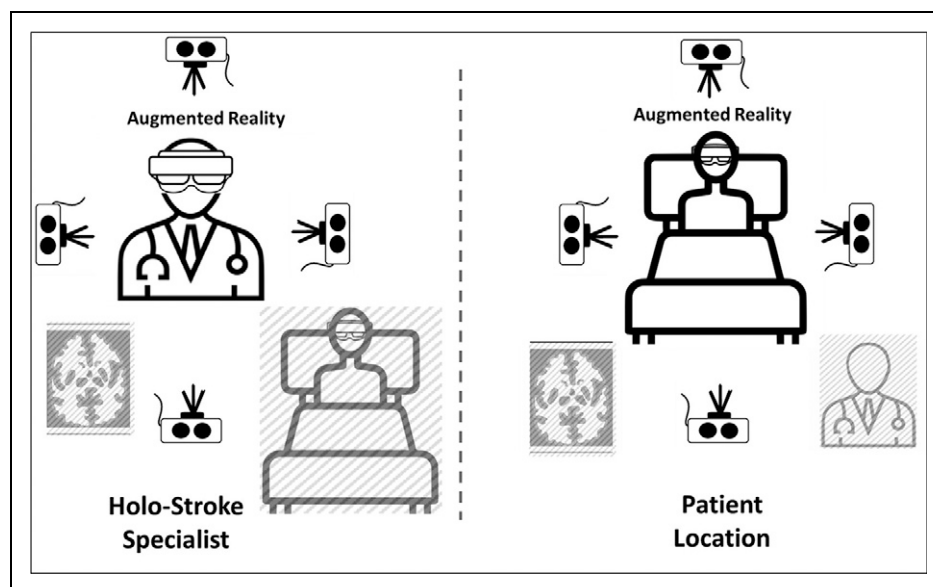 Augmented Reality
Augmented Reality
Holo-Stroke
Specialist
Patient
Location